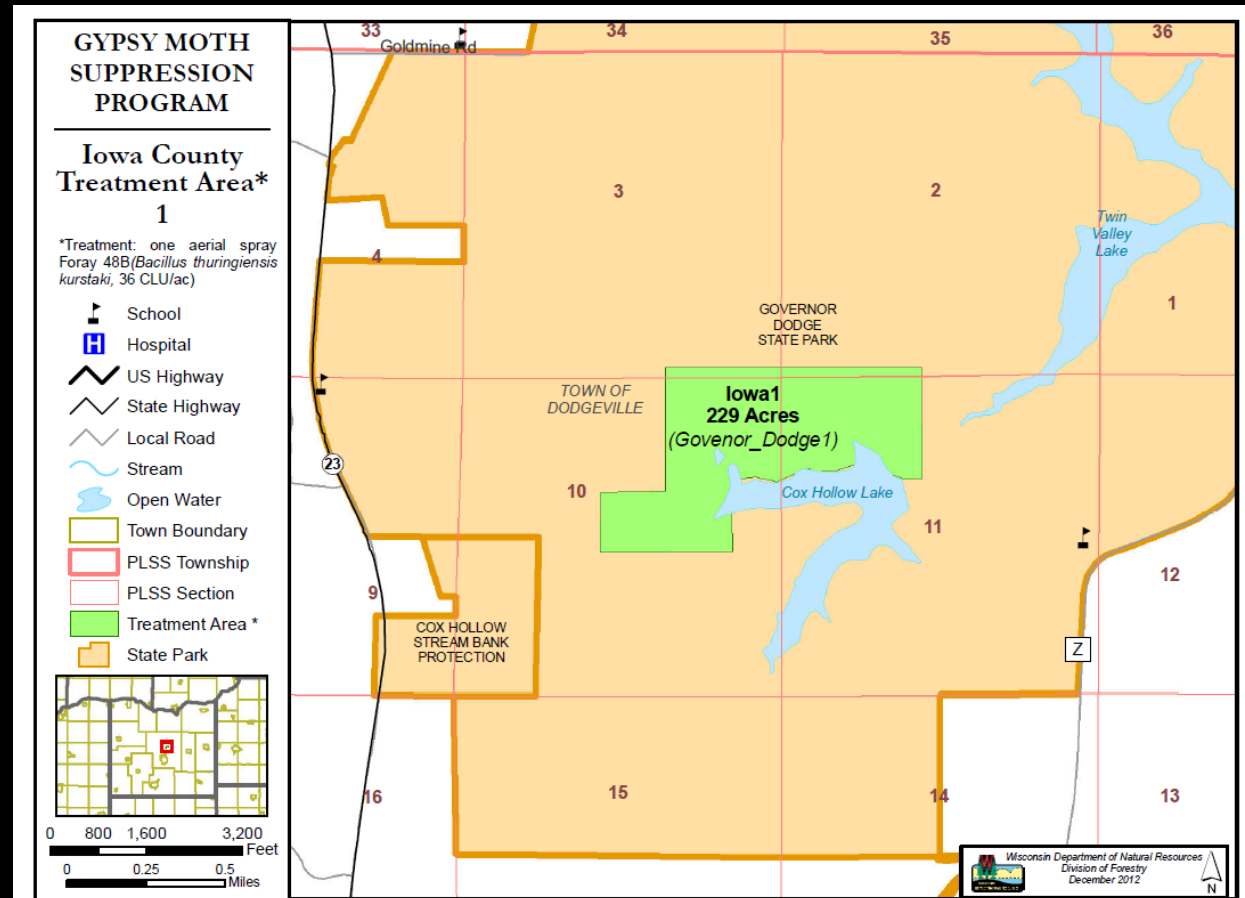 GYPSY MOTH
SUPPRESSION
PROGRAM
Iowa County
Treatment Area*
1
*Treatment: one aerial spray
Foray 48B(Bacillus thuringiensis
kurstaki, 36 CLU/ac)
School
H Hospital
US Highway
State Highway
Local Road
Stream
Open Water
Town Boundary
PLSS Township
PLSS Section
Treatment Area *
State Park
0 800 1,600 3,200
Feet
0 0.25 0.5
Miles
33 34 35 36
Goldmine Rd
3 2
Twin
Valley
Lake
4
1
GOVERNOR
DODGE
STATE PARK
TOWN OF
DODGEVILLE
Iowa1
229 Acres
(Govenor_Dodge1)
23
10
Cox Hollow Lake
11
12
9
COX HOLLOW
STREAM BANK
PROTECTION
Z
16 15 14 13
Wisconsin Department of Natural Resources
Division of Forestry
December 2012
N